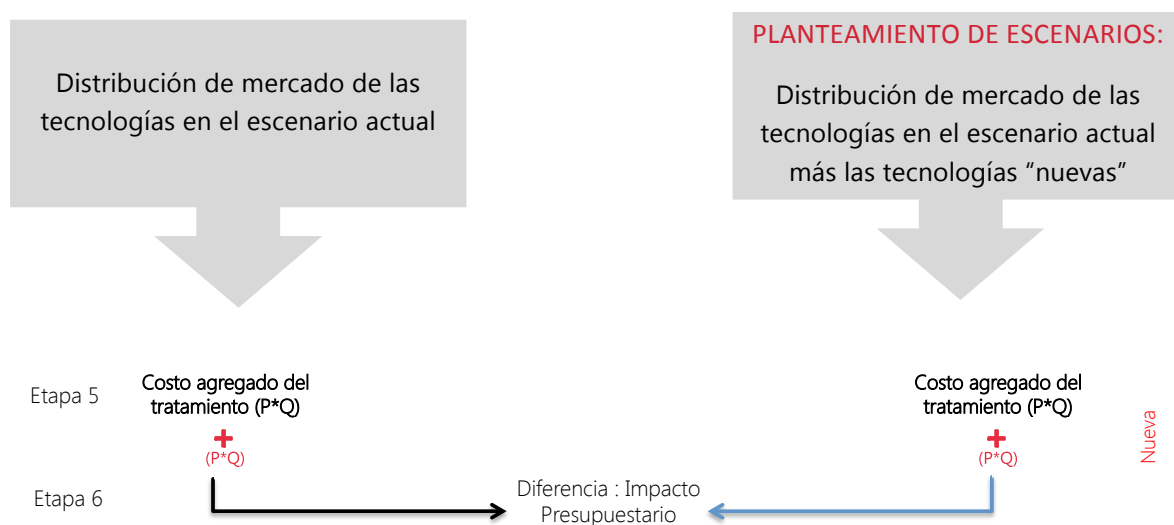 Distribución de mercado de las
tecnologías en el escenario actual
PLANTEAMIENTO DE ESCENARIOS:
Distribución de mercado de las
tecnologías en el escenario actual
más las tecnologías “nuevas”
Etapa 5
Costo agregado del
tratamiento (P*Q)
+
(P*Q)
Costo agregado del
tratamiento (P*Q)
+
(P*Q)
Nueva
Etapa 6
Diferencia : Impacto
Presupuestario